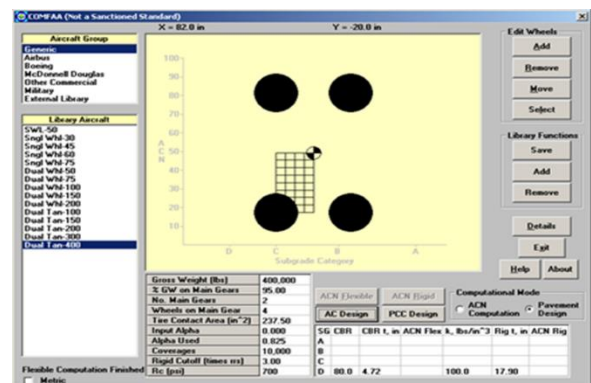 COMFAA (Not a Sanctioned Standard)
X = 82.0 in Y = -20.0 in
Aircraft Group
Generic
Airbus
Boeing
McDonnell Douglas
Other Commercial
Military
External Library
Library Aircraft
SWL-50
Sngl Whl-30
Sngl Whl-45
Sngl Whl-60
Sngl Whl-75
Dual Whl-50
Dual Whl-75
Dual Whl-100
Dual Whl-150
Dual Whl-200
Dual Tan-100
Dual Tan-150
Dual Tan-200
Dual Tan-300
Dual Tan-400
Flexible Computation Finished
Metric
100
90
80
70
60
50
40
30
20
10
ACN
D C B A
Subgrade Category
Edit Wheels
Add
Remove
Move
Select
Library Functions
Save
Add
Remove
Details
Exit
Help About
Gross Weight (lbs) 400,000
% GW on Main Gears 95.00
No. Main Gears 2
Wheels on Main Gear 4
Tire Contact Area (in^2) 237.50
Input Alpha 0.000
Alpha Used 0.825
Coverages 10,000
Rigid Cutoff (times rrs) 3.00
Rc (psi) 700
ACN Flexible ACN Rigid
AC Design PCC Design
Computational Mode
ACN Computation Pavement Design
SG CBR CBR t, in ACN Flex k, lbs/in^3 Rig t, in ACN Rig
A
B
C
D 80.0 4.72 100.0 17.90